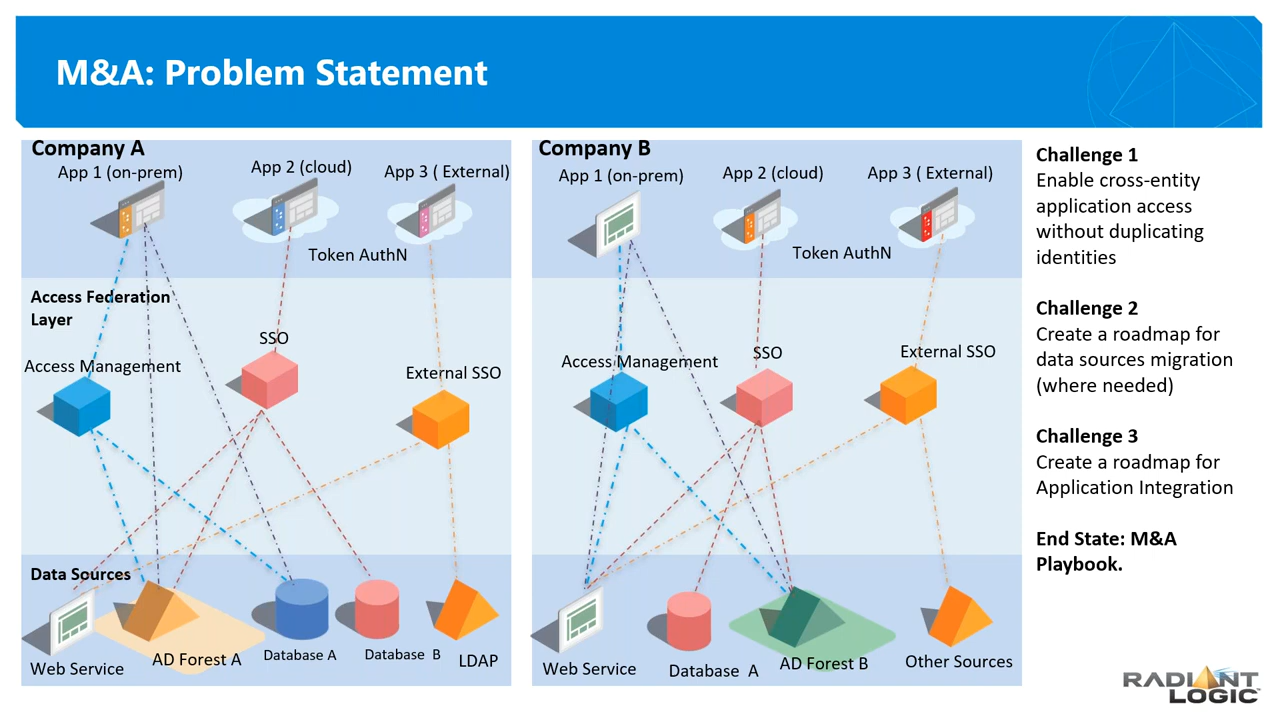 M&A: Problem Statement
Company A
App 1 (on-prem)
App 2 (cloud)
App 3 ( External)
Token AuthN
Access Federation
Layer
SSO
Access Management
External SSO
Data Sources
Web Service
AD Forest A
Database A
Database B
LDAP
Company B
App 1 (on-prem)
App 2 (cloud)
App 3 ( External)
Token AuthN
Access Management
SSO
External SSO
Web Service
Database A
AD Forest B
Other Sources
Challenge 1
Enable cross-entity
application access
without duplicating
identities
Challenge 2
Create a roadmap for
data sources migration
(where needed)
Challenge 3
Create a roadmap for
Application Integration
End State: M&A
Playbook.
RADIANT
LOGIC